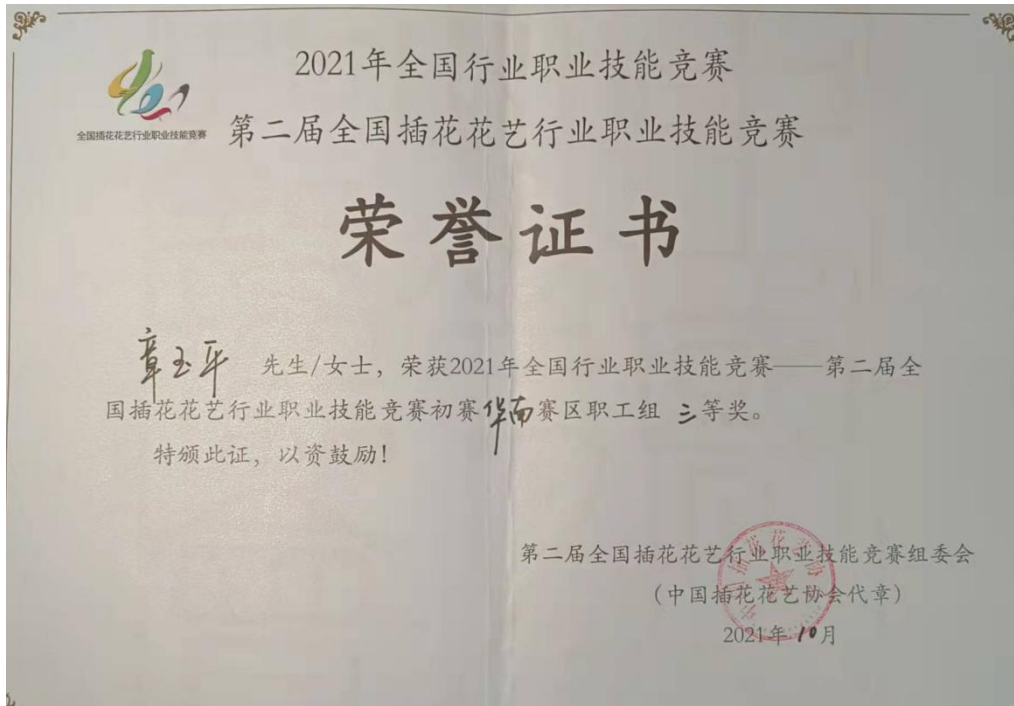 2021年全国行业职业技能竞赛
全国插花花艺行业职业技能竞赛
第二届全国插花花艺行业职业技能竞赛
荣誉证书
章玉平 先生/女士，荣获2021年全国行业职业技能竞赛——第二届全
国插花花艺行业职业技能竞赛初赛华南赛区职工组 三等奖。
特颁此证，以资鼓励！
第二届全国插花花艺行业职业技能竞赛组委会
（中国插花花艺协会代章）
2021年10月